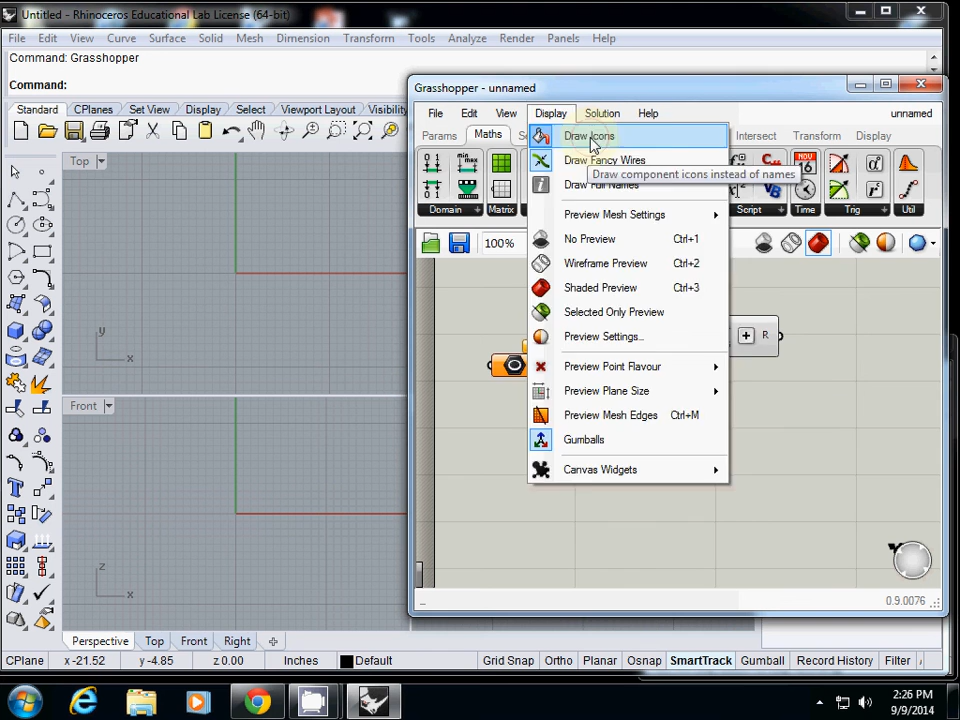 Untitled - Rhinoceros Educational Lab License (64-bit)
File Edit View Curve Surface Solid Mesh Dimension Transform Tools Analyze Render Panels Help
Command: Grasshopper
Command:
Standard CPlanes Set View Display Select Viewport Layout Visibility
Top
Front
y
x
z
x
Perspective Top Front Right
CPlane x -21.52 y -4.85 z 0.00 Inches Default Grid Snap Ortho Planar Osnap SmartTrack Gumball Record History Filter
Grasshopper - unnamed
File Edit View Display Solution Help unnamed
Params Maths Intersect Transform Display
Domain Matrix Script Time Trig Util
100%
Draw Icons
Draw Fancy Wires
Draw component icons instead of names
Draw Full Names
Preview Mesh Settings
No Preview Ctrl+1
Wireframe Preview Ctrl+2
Shaded Preview Ctrl+3
Selected Only Preview
Preview Settings...
Preview Point Flavour
Preview Plane Size
Preview Mesh Edges Ctrl+M
Gumballs
Canvas Widgets
R
0.9.0076
2:26 PM
9/9/2014